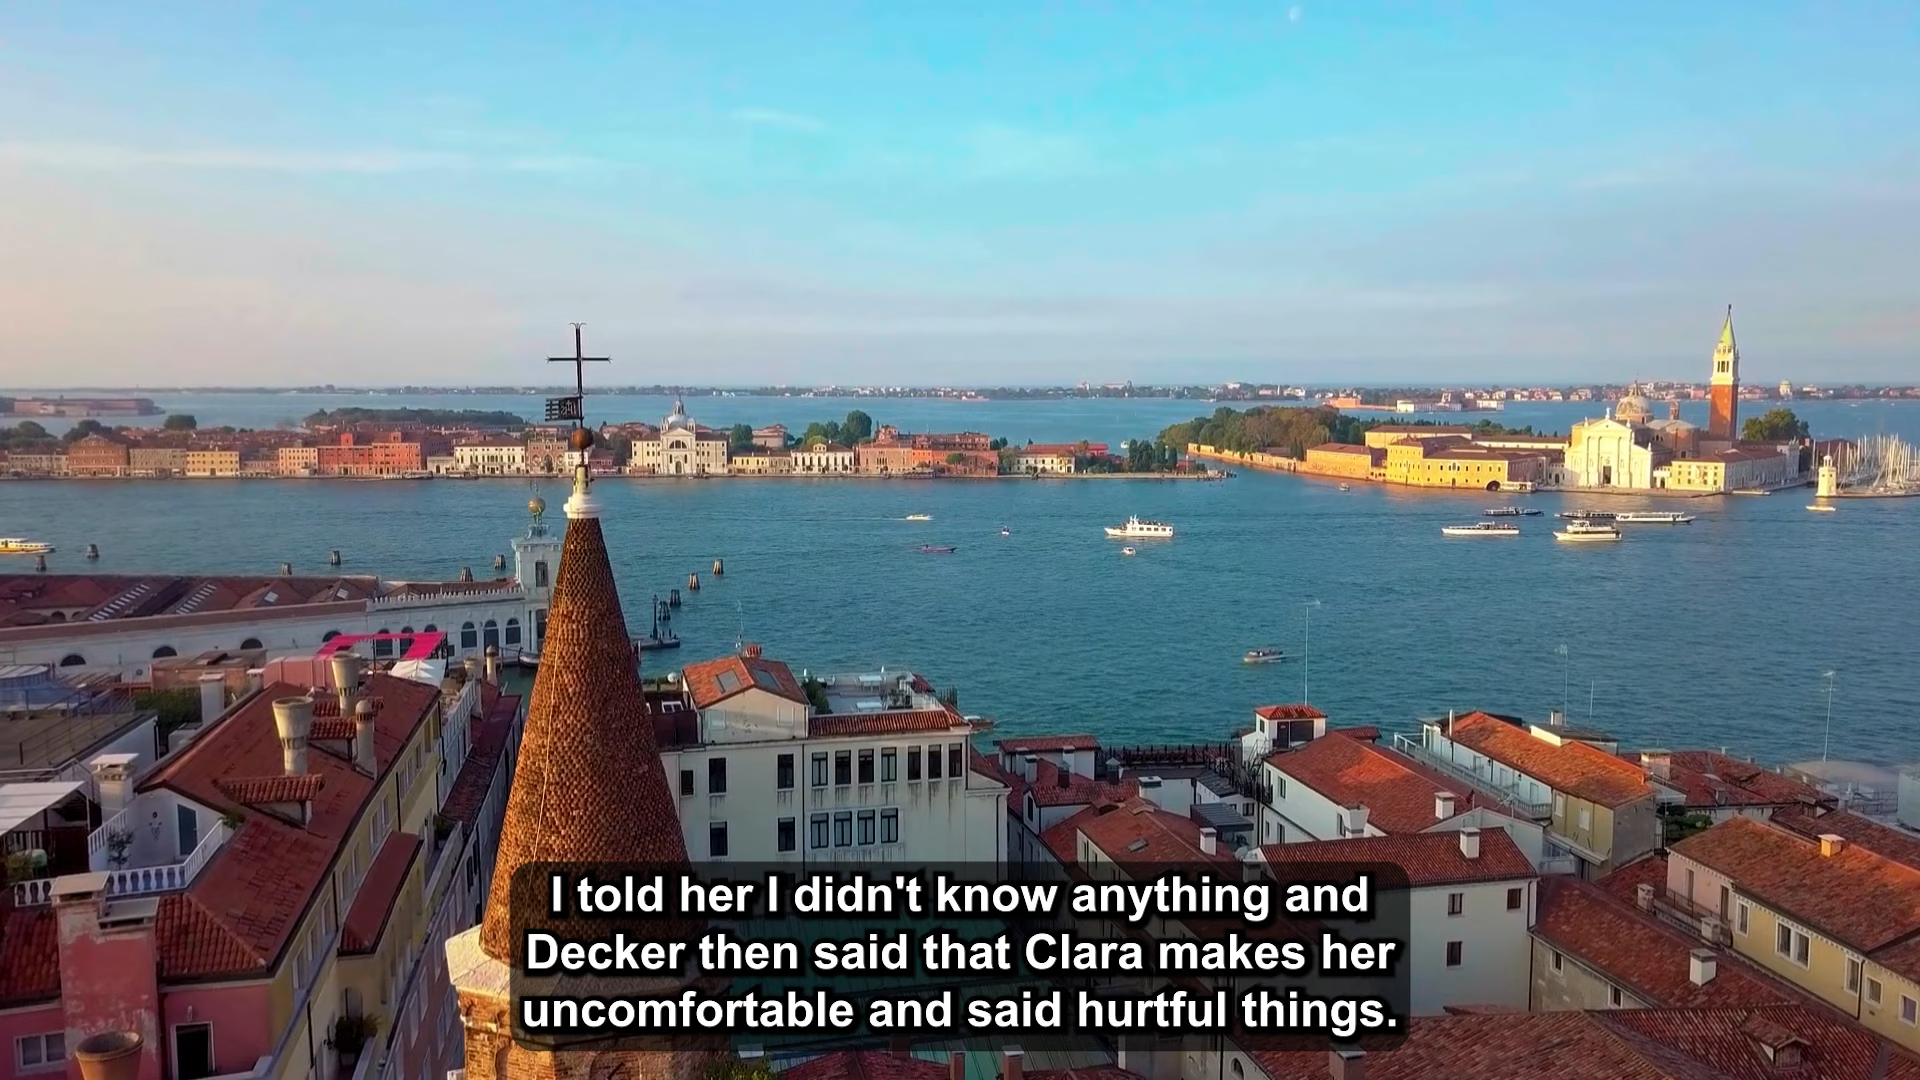 I told her I didn't know anything and
Decker then said that Clara makes her
uncomfortable and said hurtful things.